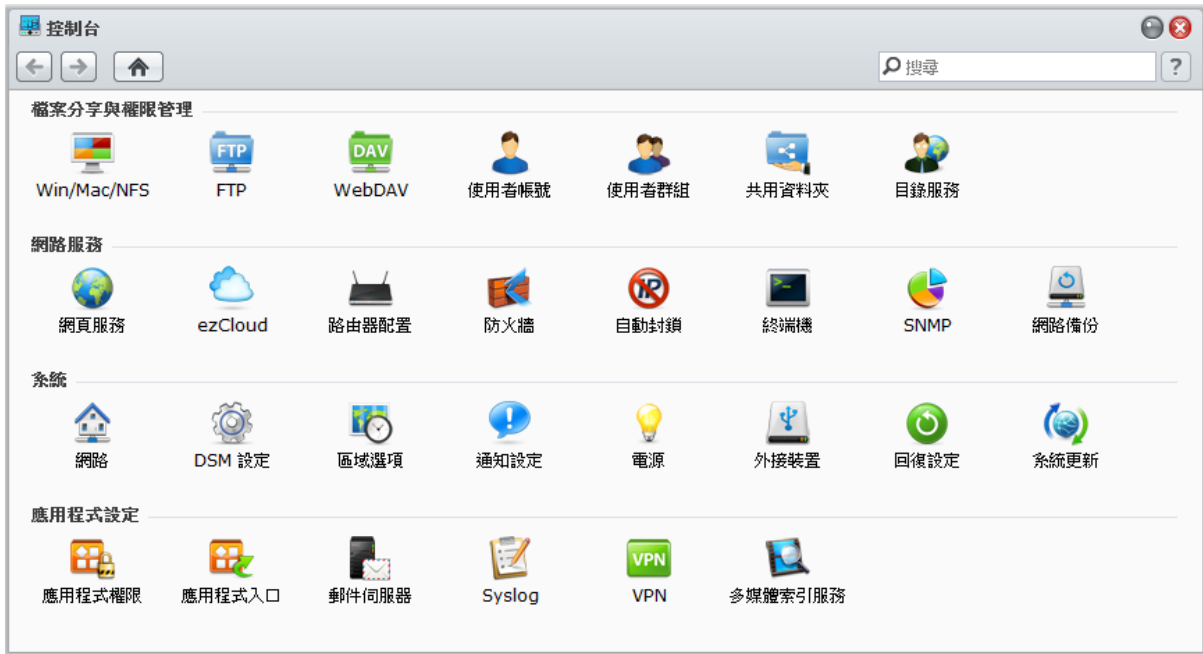 控制台
搜尋 ?
檔案分享與權限管理
FTP DAV
Win/Mac/NFS FTP WebDAV 使用者帳號 使用者群組 共用資料夾 目錄服務
網路服務
IP
網頁服務 ezCloud 路由器配置 防火牆 自動封鎖 終端機 SNMP 網路備份
系統
網路 DSM 設定 區域選項 通知設定 電源 外接裝置 回復設定 系統更新
應用程式設定
VPN
應用程式權限 應用程式入口 郵件伺服器 Syslog VPN 多媒體索引服務